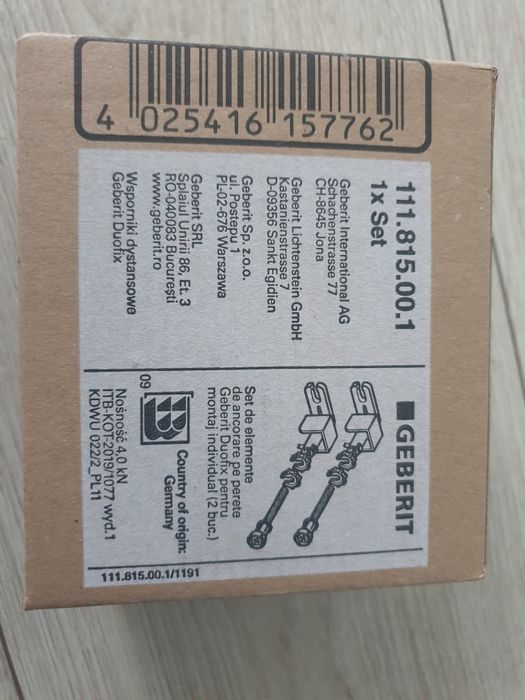 4 025416 157762
111.815.00.1
1x Set
GEBERIT
Geberit International AG
Schachenstrasse 77
CH-8645 Jona
Geberit Lichtenstein GmbH
Kastanienstrasse 7
D-09356 Sankt Egidien
Geberit Sp. z.o.o.
ul. Postępu 1
PL-02-676 Warszawa
Geberit SRL
Splaiul Unirii 86, Et. 3
RO-040083 București
www.geberit.ro
Wsporniki dystansowe
Geberit Duofix
Set de elemente
de ancorare pe perete
Geberit Duofix pentru
montaj individual (2 buc.)
Country of origin:
Germany
09
Nośność 4,0 kN
ITB-KOT-2019/1077 wyd.1
KDWU 022/2_PL11
111.815.00.1/1191